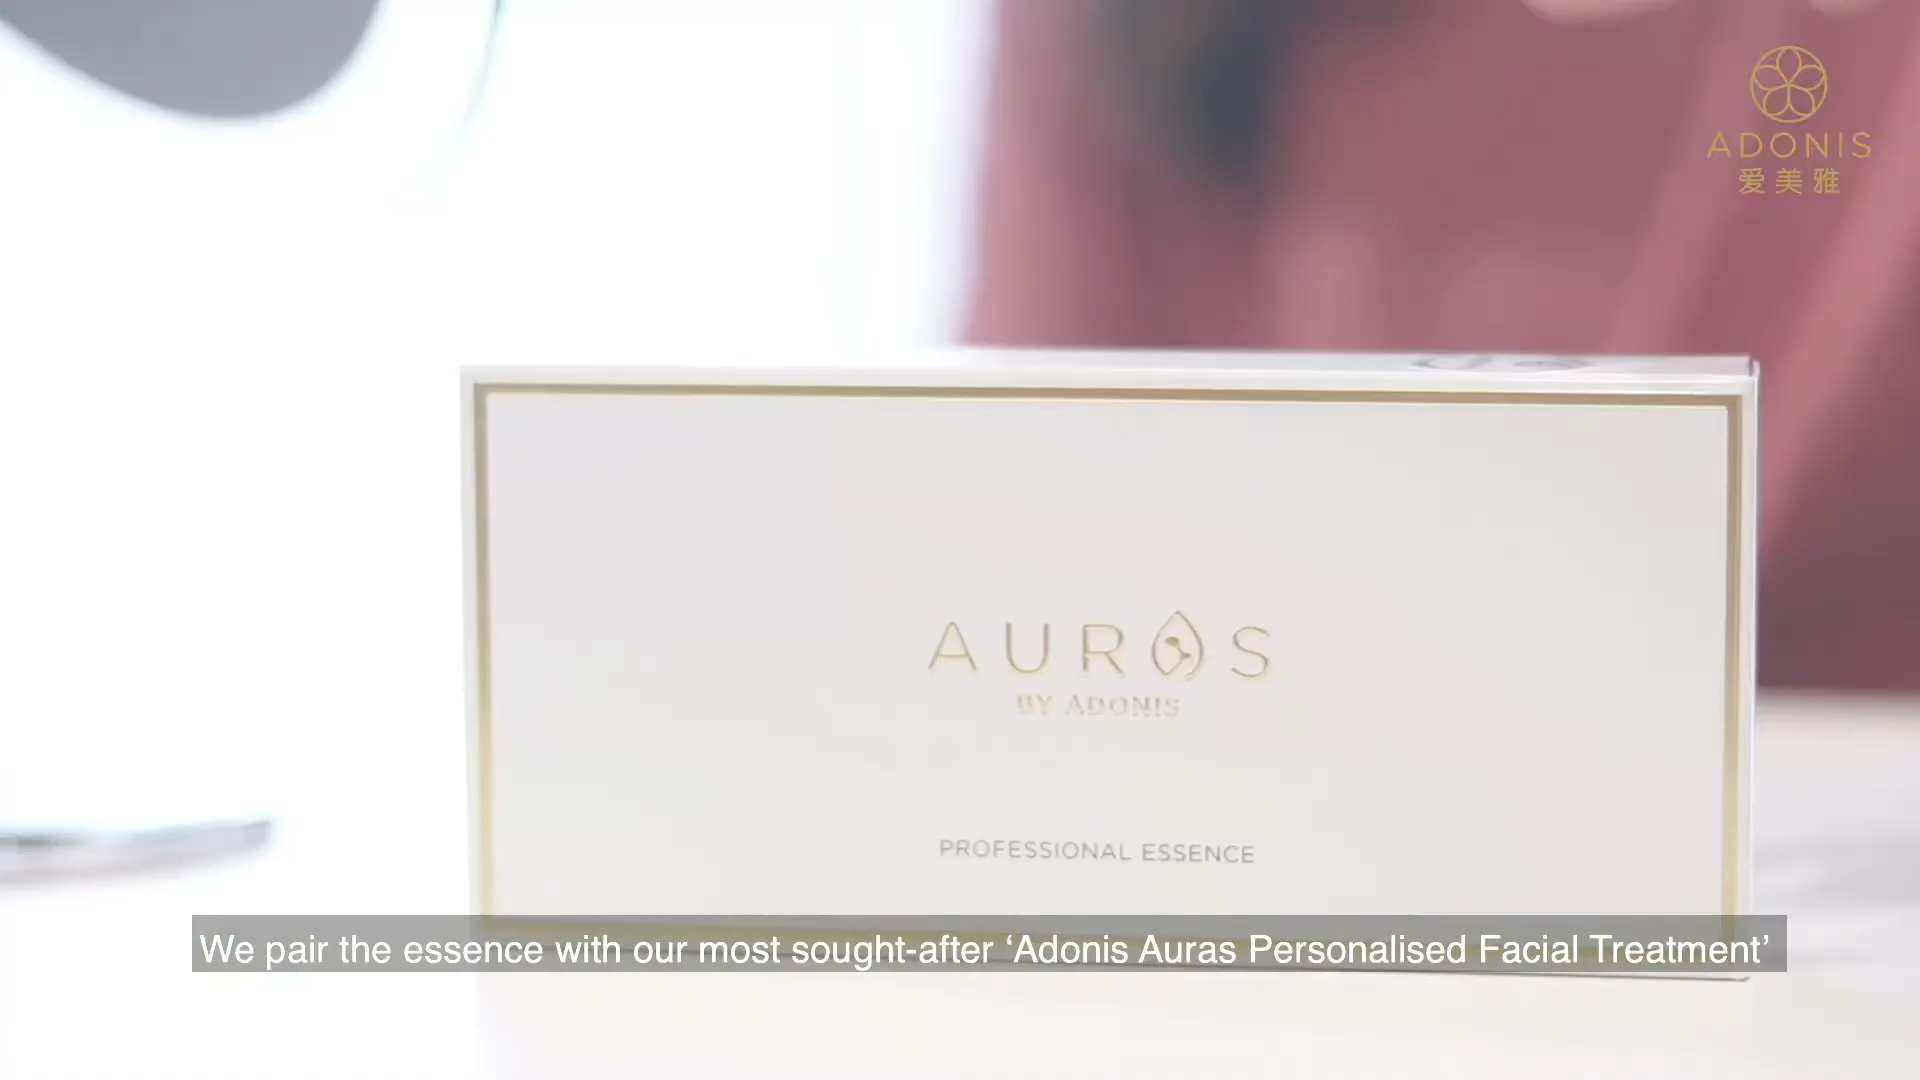 ADONIS
爱美雅
AURAS
BY ADONIS
PROFESSIONAL ESSENCE
We pair the essence with our most sought-after ‘Adonis Auras Personalised Facial Treatment’